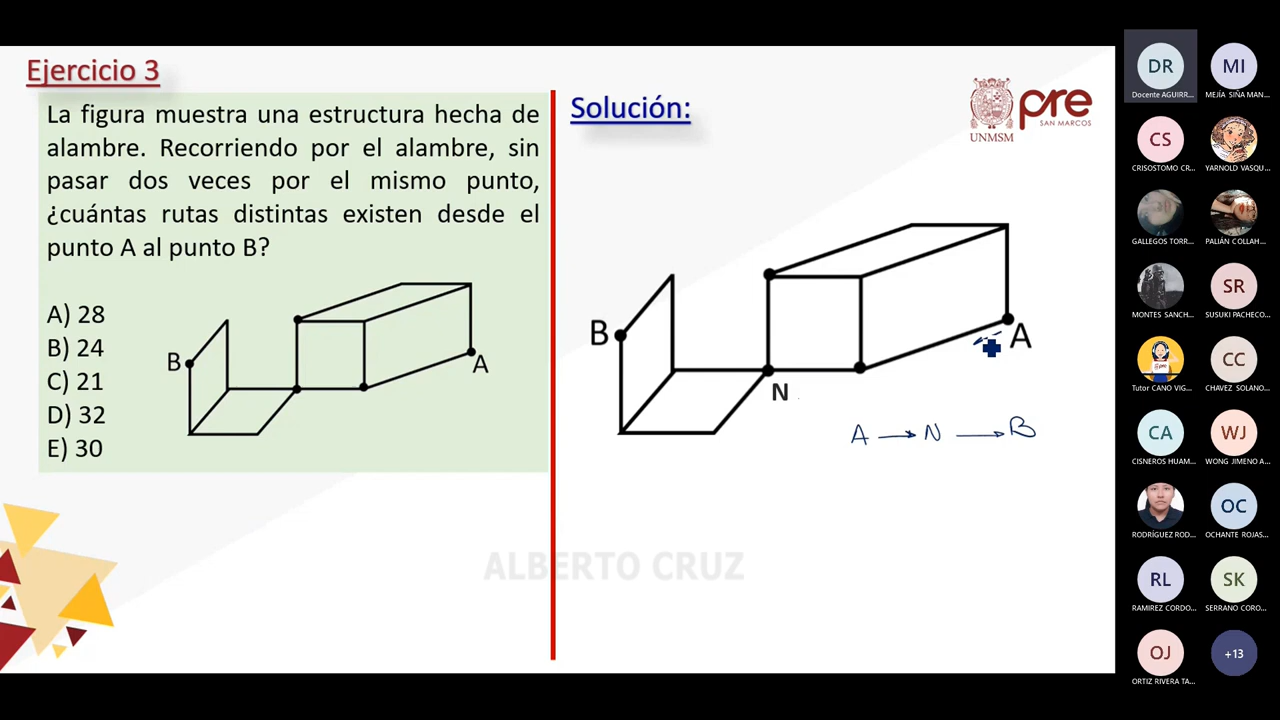 Ejercicio 3
La figura muestra una estructura hecha de
alambre. Recorriendo por el alambre, sin
pasar dos veces por el mismo punto,
¿cuántas rutas distintas existen desde el
punto A al punto B?
A) 28
B) 24
C) 21
D) 32
E) 30
B
A
Solución:
UNMSM
pre
SAN MARCOS
B
A
N
A → N → B
ALBERTO CRUZ
DR
Docente AGUIRR...
MI
MEJÍA SIÑA MAN...
CS
CRISOSTOMO CR...
YARNOLD VASQU...
GALLEGOS TORR...
PALIÁN COLLAH...
MONTES SANCH...
SR
SUSUKI PACHECO...
Tutor CANO VIG...
CC
CHAVEZ SOLANO...
CA
CISNEROS HUAM...
WJ
WONG JIMENO A...
RODRÍGUEZ ROD...
OC
OCHANTE ROJAS...
RL
RAMIREZ CORDO...
SK
SERRANO CORO...
OJ
ORTIZ RIVERA TA...
+13